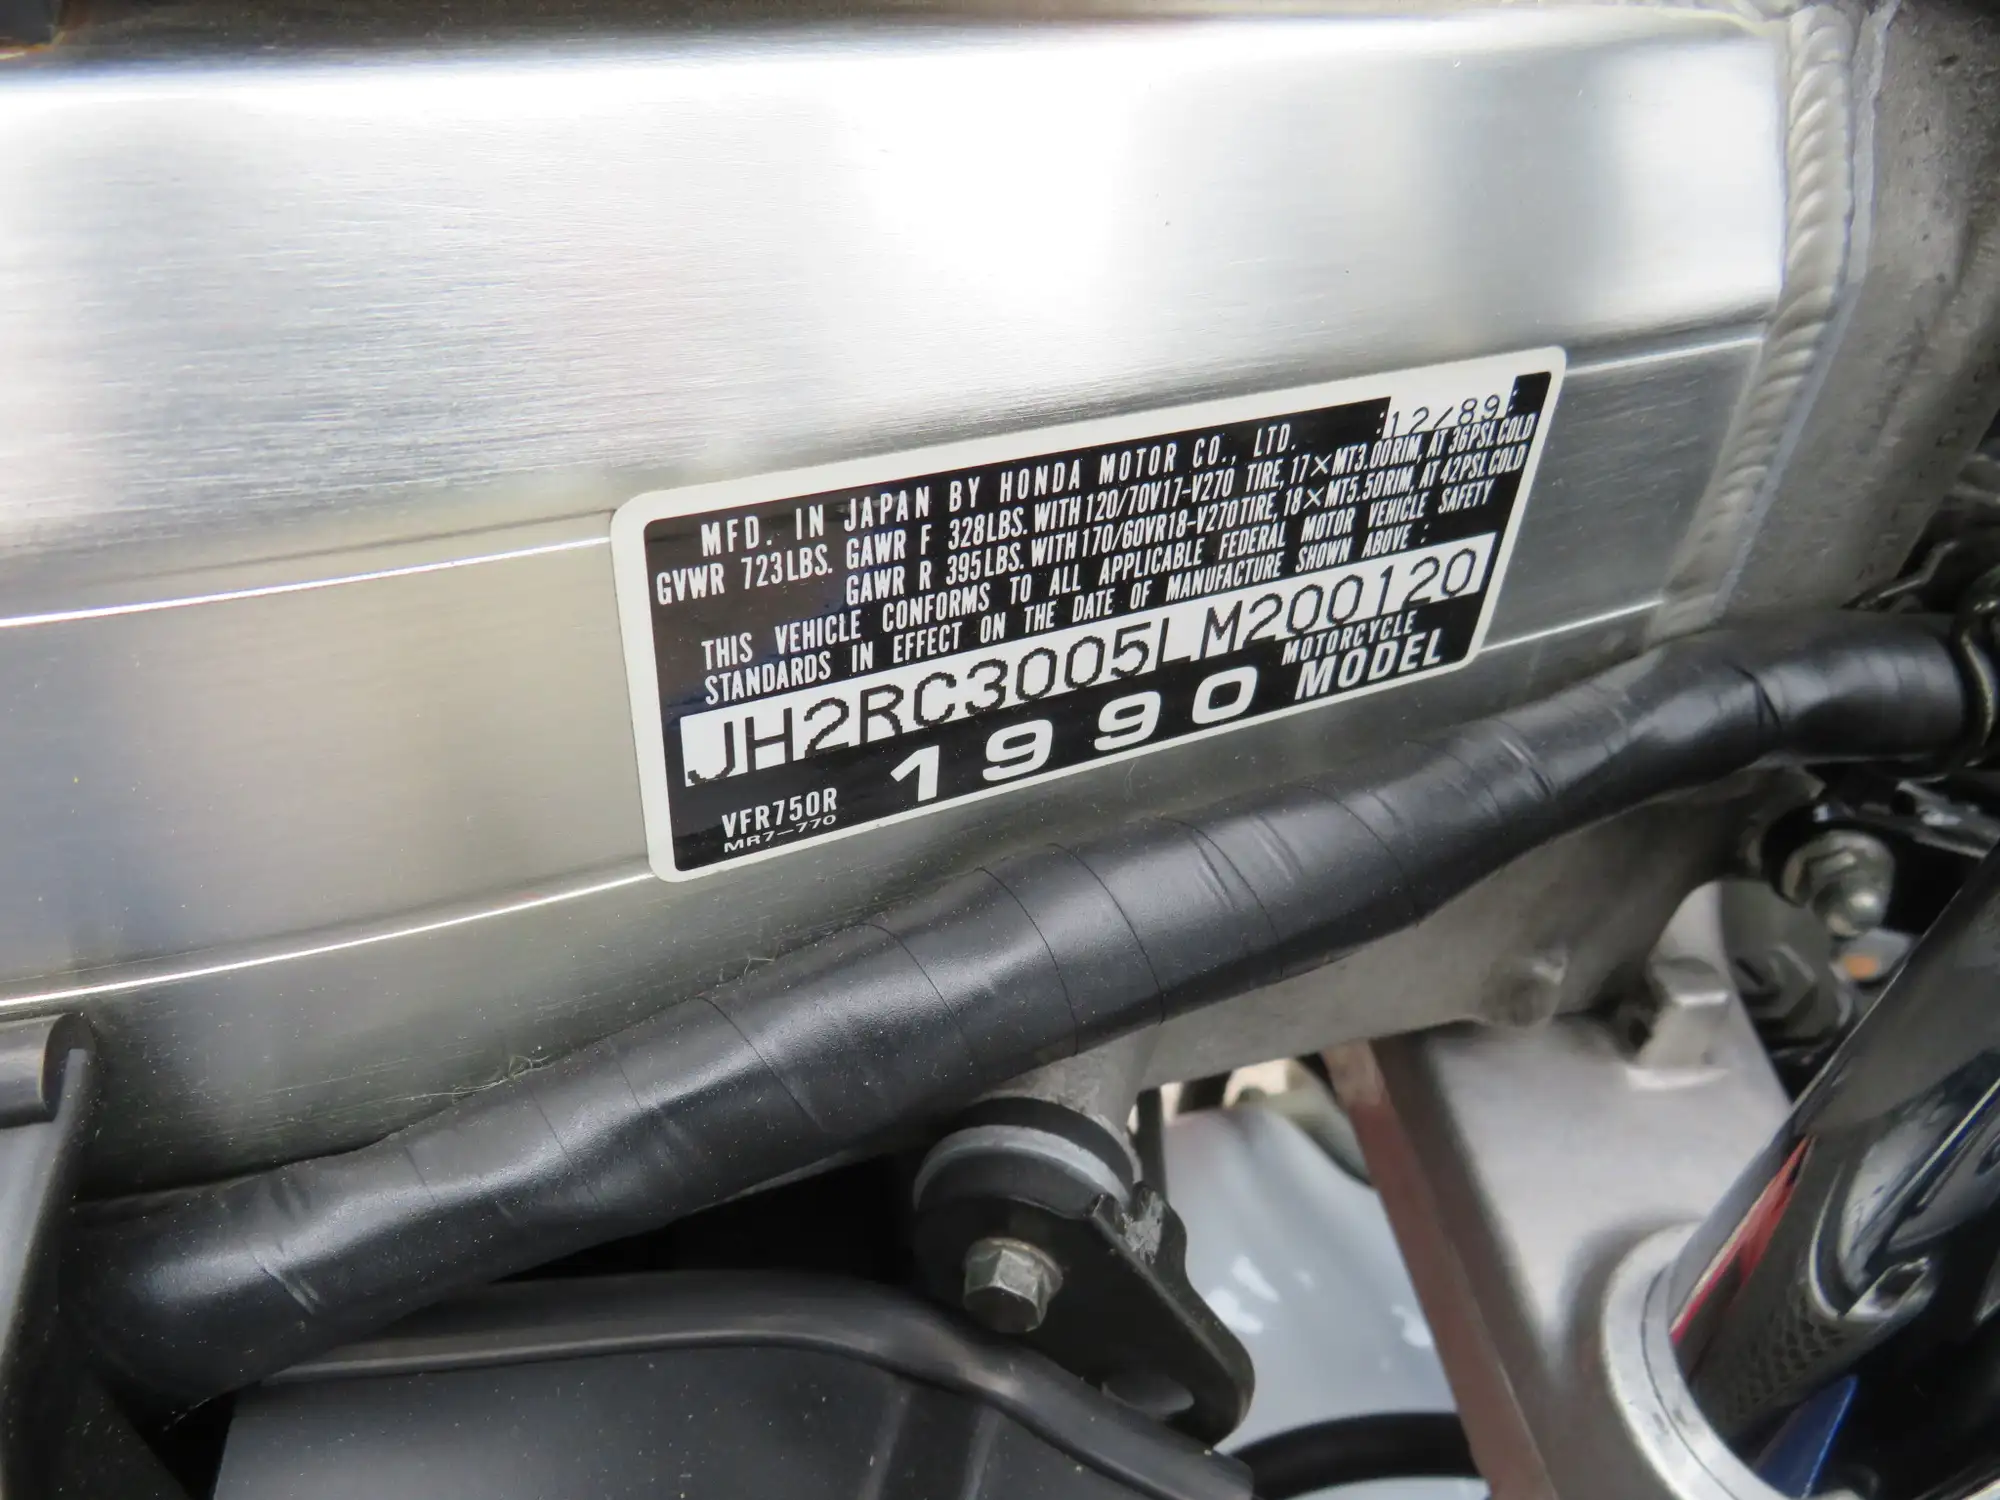 12/89
MFD. IN JAPAN BY HONDA MOTOR CO., LTD.
GVWR 723LBS. GAWR F 328LBS. WITH 120/70V17-V270 TIRE, 17×MT3.00RIM, AT 36PSI.COLD
GAWR R 395LBS. WITH 170/60VR18-V270TIRE, 18×MT5.50RIM, AT 42PSI.COLD
THIS VEHICLE CONFORMS TO ALL APPLICABLE FEDERAL MOTOR VEHICLE SAFETY
STANDARDS IN EFFECT ON THE DATE OF MANUFACTURE SHOWN ABOVE :
JH2RC3005LM200120
1990 MOTORCYCLE MODEL
VFR750R
MR7-770